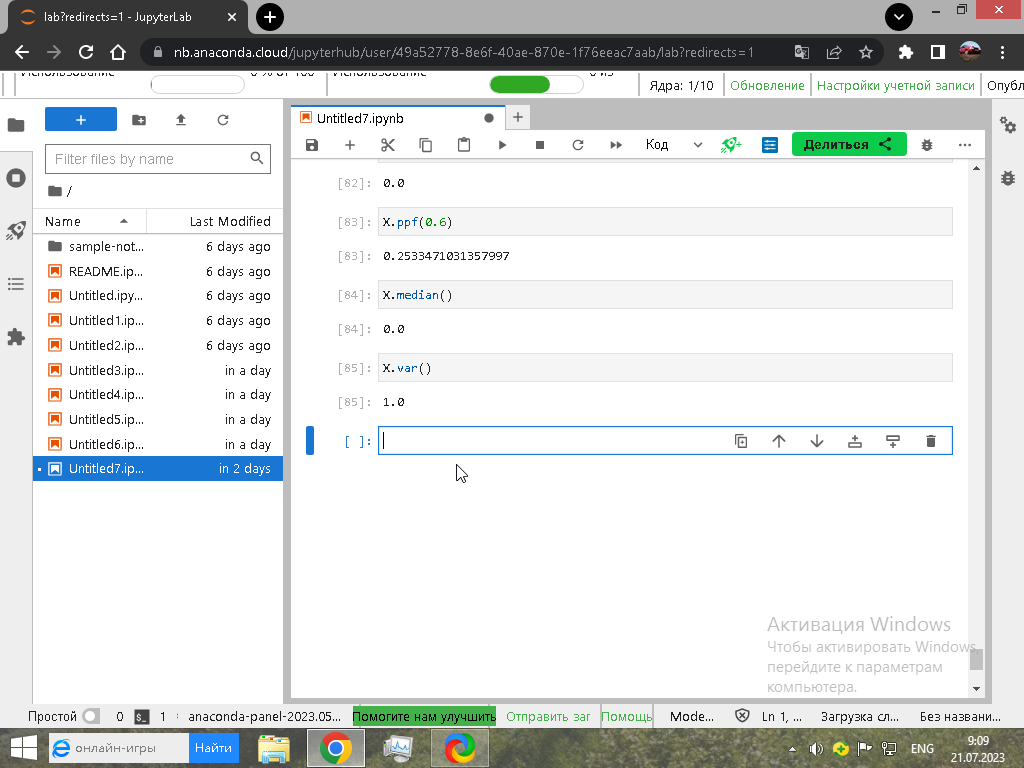 lab?redirects=1 - JupyterLab
nb.anaconda.cloud/jupyterhub/user/49a52778-8e6f-40ae-870e-1f76eeac7aab/lab?redirects=1
Использование
0 % от 100
Использование
0 из
Ядра: 1/10
Обновление
Настройки учетной записи
Опубл
Filter files by name
/
Name
Last Modified
sample-not... 6 days ago
README.ip... 6 days ago
Untitled.ipy... 6 days ago
Untitled1.ip... 6 days ago
Untitled2.ip... 6 days ago
Untitled3.ip... in a day
Untitled4.ip... in a day
Untitled5.ip... in a day
Untitled6.ip... in a day
Untitled7.ip... in 2 days
Untitled7.ipynb
Код
Делиться
[82]: 0.0
[83]: X.ppf(0.6)
[83]: 0.2533471031357997
[84]: X.median()
[84]: 0.0
[85]: X.var()
[85]: 1.0
[ ]:
Активация Windows
Чтобы активировать Windows,
перейдите к параметрам
компьютера.
Простой
0
1
anaconda-panel-2023.05...
Помогите нам улучшить
Отправить заг
Помощь
Mode...
Ln 1, ...
Загрузка сл...
Без названи...
онлайн-игры
Найти
ENG
9:09
21.07.2023